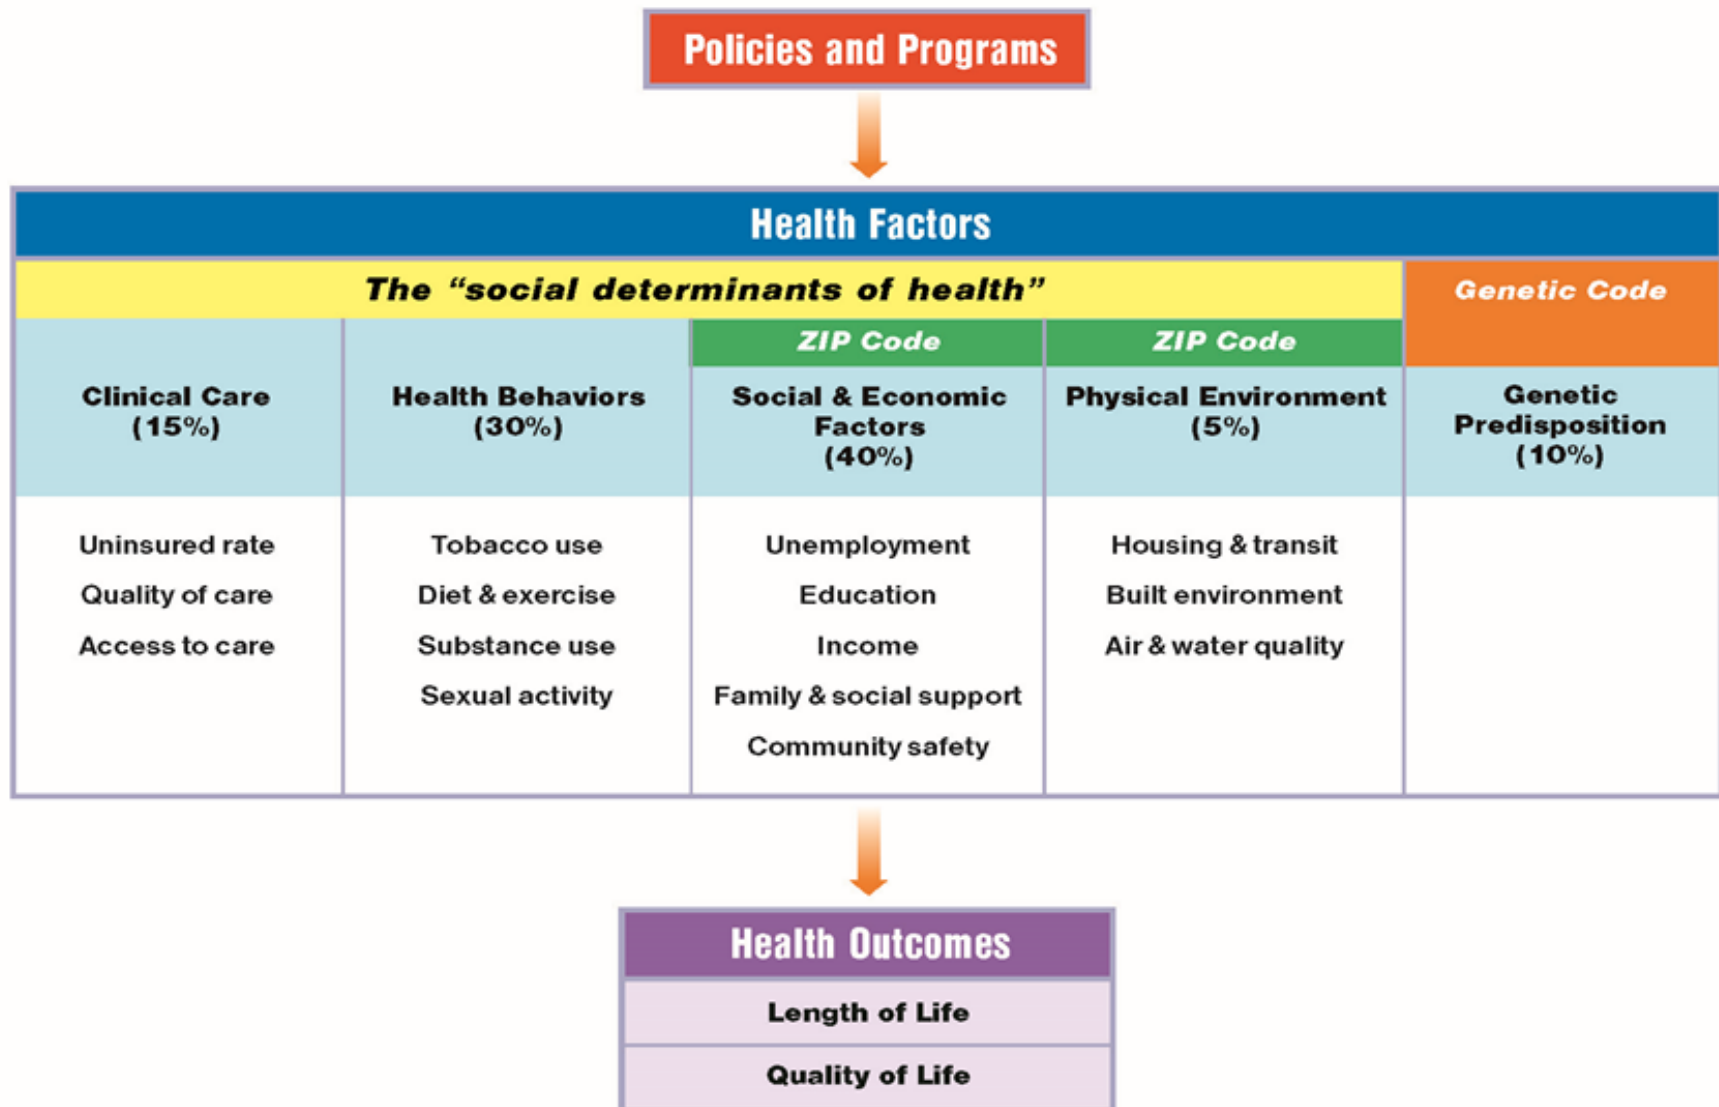 Policies and Programs
Health Factors
The “social determinants of health”
Genetic Code
ZIP Code
ZIP Code
Clinical Care
(15%)
Health Behaviors
(30%)
Social & Economic
Factors
(40%)
Physical Environment
(5%)
Genetic
Predisposition
(10%)
Uninsured rate
Quality of care
Access to care
Tobacco use
Diet & exercise
Substance use
Sexual activity
Unemployment
Education
Income
Family & social support
Community safety
Housing & transit
Built environment
Air & water quality
Health Outcomes
Length of Life
Quality of Life